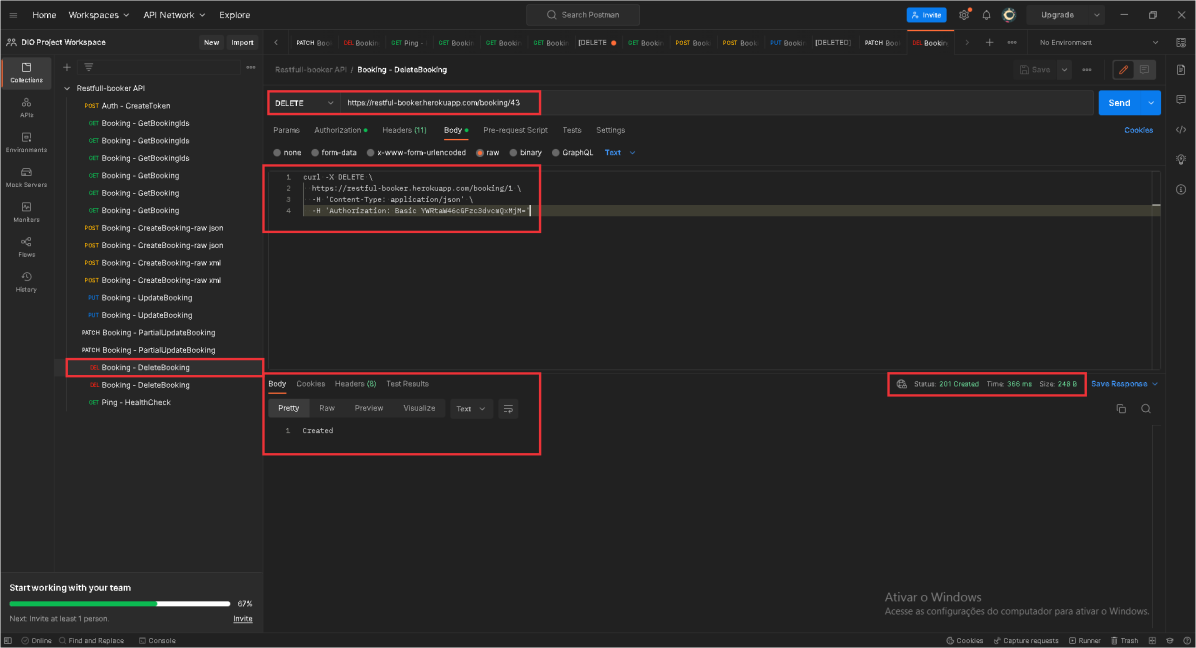 Home Workspaces API Network Explore Search Postman Invite Upgrade
DIO Project Workspace New Import
PATCH Boo DEL Bookin GET Ping - GET Bookin GET Bookin GET Bookin [DELETE GET Bookin POST Book POST Book PUT Bookin [DELETED] PATCH Boo DEL Bookin No Environment
Collections
APIs
Environments
Mock Servers
Monitors
Flows
History
Restfull-booker API
POST Auth - CreateToken
GET Booking - GetBookingIds
GET Booking - GetBookingIds
GET Booking - GetBookingIds
GET Booking - GetBooking
GET Booking - GetBooking
GET Booking - GetBooking
POST Booking - CreateBooking-raw json
POST Booking - CreateBooking-raw json
POST Booking - CreateBooking-raw xml
POST Booking - CreateBooking-raw xml
PUT Booking - UpdateBooking
PUT Booking - UpdateBooking
PATCH Booking - PartialUpdateBooking
PATCH Booking - PartialUpdateBooking
DEL Booking - DeleteBooking
DEL Booking - DeleteBooking
GET Ping - HealthCheck
Restfull-booker API / Booking - DeleteBooking Save
DELETE https://restful-booker.herokuapp.com/booking/43 Send
Params Authorization Headers (11) Body Pre-request Script Tests Settings Cookies
none form-data x-www-form-urlencoded raw binary GraphQL Text
1 curl -X DELETE \
2 https://restful-booker.herokuapp.com/booking/1 \
3 -H 'Content-Type: application/json' \
4 -H 'Authorization: Basic YWRtaW46cGFzc3dvcmQxMjM='
Body Cookies Headers (8) Test Results Status: 201 Created Time: 366 ms Size: 248 B Save Response
Pretty Raw Preview Visualize Text
1 Created
Start working with your team
67%
Next: Invite at least 1 person. Invite
Ativar o Windows
Acesse as configurações do computador para ativar o Windows.
Online Find and Replace Console Cookies Capture requests Runner Trash